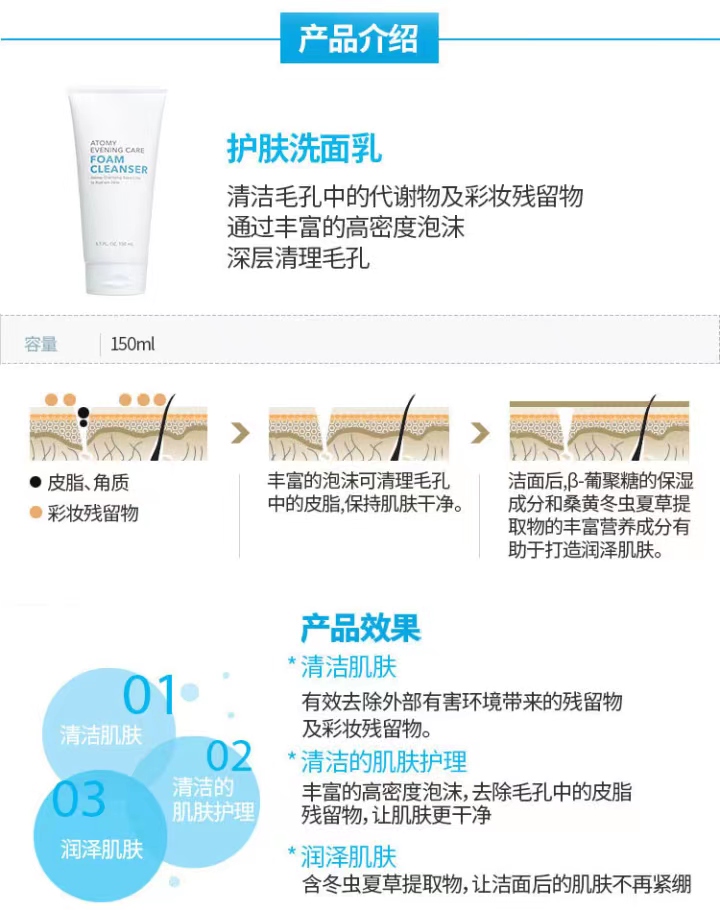 产品介绍
ATOMY
EVENING CARE
FOAM
CLEANSER
护肤洗面乳
清洁毛孔中的代谢物及彩妆残留物
通过丰富的高密度泡沫
深层清理毛孔
容量
150ml
皮脂、角质
彩妆残留物
丰富的泡沫可清理毛孔
中的皮脂,保持肌肤干净。
洁面后,β-葡聚糖的保湿
成分和桑黄冬虫夏草提
取物的丰富营养成分有
助于打造润泽肌肤。
01
清洁肌肤
02
清洁的
肌肤护理
03
润泽肌肤
产品效果
*清洁肌肤
有效去除外部有害环境带来的残留物
及彩妆残留物。
*清洁的肌肤护理
丰富的高密度泡沫,去除毛孔中的皮脂
残留物,让肌肤更干净
*润泽肌肤
含冬虫夏草提取物,让洁面后的肌肤不再紧绷